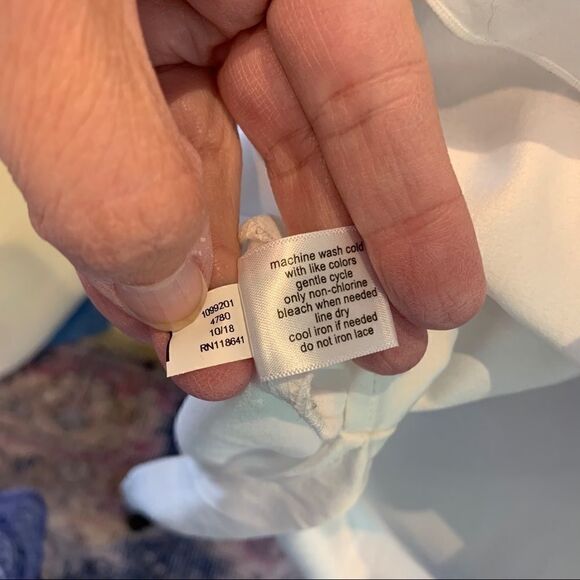 1099201
4780
10/18
RN118641
machine wash cold
with like colors
gentle cycle
only non-chlorine
bleach when needed
line dry
cool iron if needed
do not iron lace